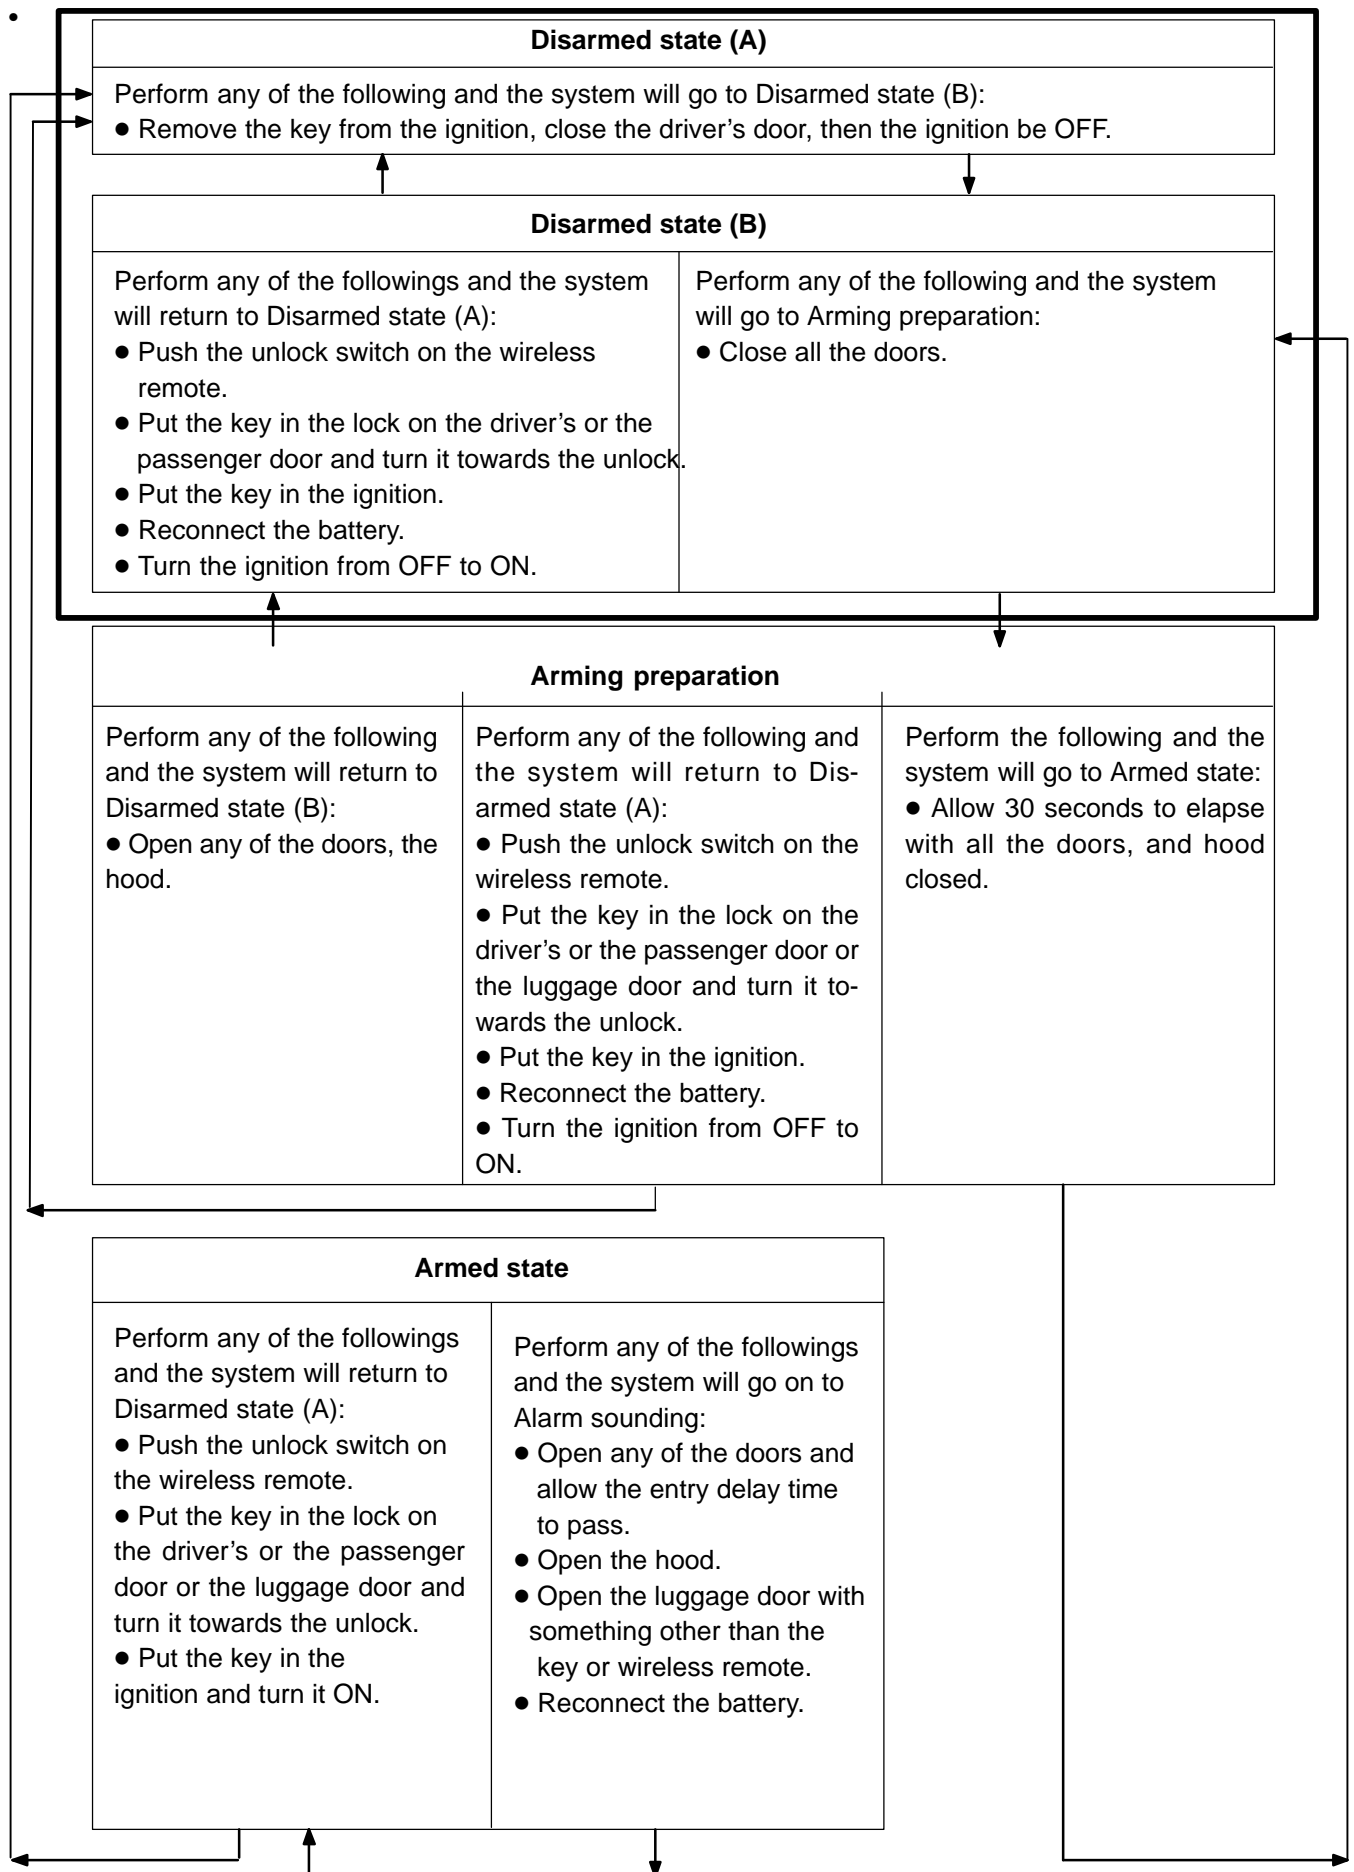 •
Disarmed state (A)
Perform any of the following and the system will go to Disarmed state (B):
● Remove the key from the ignition, close the driver’s door, then the ignition be OFF.
Disarmed state (B)
Perform any of the followings and the system
will return to Disarmed state (A):
● Push the unlock switch on the wireless
remote.
● Put the key in the lock on the driver’s or the
passenger door and turn it towards the unlock.
● Put the key in the ignition.
● Reconnect the battery.
● Turn the ignition from OFF to ON.
Perform any of the following and the system
will go to Arming preparation:
● Close all the doors.
Arming preparation
Perform any of the following
and the system will return to
Disarmed state (B):
● Open any of the doors, the
hood.
Perform any of the following and
the system will return to Dis-
armed state (A):
● Push the unlock switch on the
wireless remote.
● Put the key in the lock on the
driver’s or the passenger door or
the luggage door and turn it to-
wards the unlock.
● Put the key in the ignition.
● Reconnect the battery.
● Turn the ignition from OFF to
ON.
Perform the following and the
system will go to Armed state:
● Allow 30 seconds to elapse
with all the doors, and hood
closed.
Armed state
Perform any of the followings
and the system will return to
Disarmed state (A):
● Push the unlock switch on
the wireless remote.
● Put the key in the lock on
the driver’s or the passenger
door or the luggage door and
turn it towards the unlock.
● Put the key in the
ignition and turn it ON.
Perform any of the followings
and the system will go on to
Alarm sounding:
● Open any of the doors and
allow the entry delay time
to pass.
● Open the hood.
● Open the luggage door with
something other than the
key or wireless remote.
● Reconnect the battery.